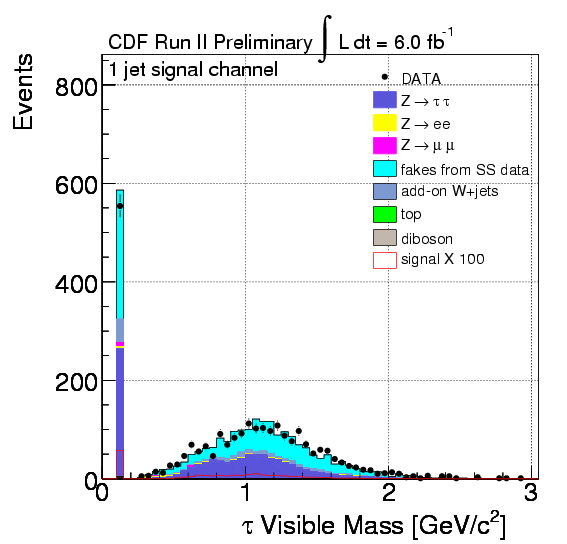 CDF Run II Preliminary ∫ L dt = 6.0 fb⁻¹
1 jet signal channel
Events
DATA
Z → τ τ
Z → ee
Z → μ μ
fakes from SS data
add-on W+jets
top
diboson
signal X 100
800
600
400
200
0
0 1 2 3
τ Visible Mass [GeV/c²]